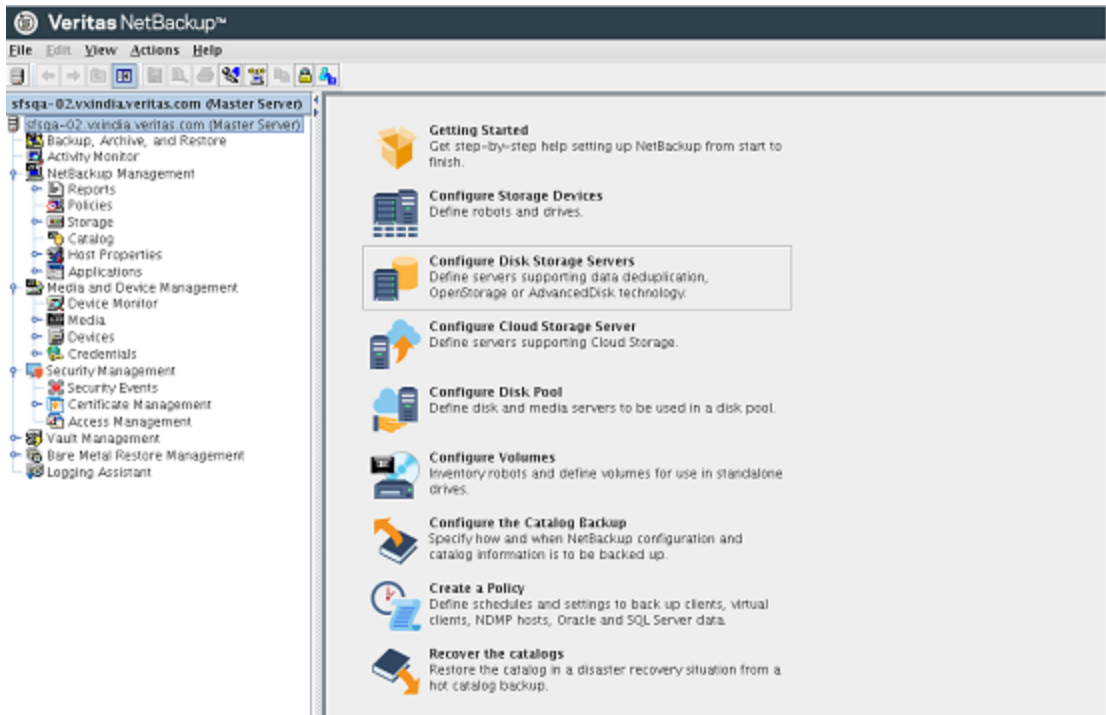 Veritas NetBackup™
File Edit View Actions Help
sfsqa-02.vxindia.veritas.com (Master Server)
sfsqa-02.vxindia.veritas.com (Master Server)
Backup, Archive, and Restore
Activity Monitor
NetBackup Management
Reports
Policies
Storage
Catalog
Host Properties
Applications
Media and Device Management
Device Monitor
Media
Devices
Credentials
Security Management
Security Events
Certificate Management
Access Management
Vault Management
Bare Metal Restore Management
Logging Assistant
Getting Started
Get step-by-step help setting up NetBackup from start to
finish.
Configure Storage Devices
Define robots and drives.
Configure Disk Storage Servers
Define servers supporting data deduplication,
OpenStorage or AdvancedDisk technology.
Configure Cloud Storage Server
Define servers supporting Cloud Storage.
Configure Disk Pool
Define disk and media servers to be used in a disk pool.
Configure Volumes
Inventory robots and define volumes for use in standalone
drives.
Configure the Catalog Backup
Specify how and when NetBackup configuration and
catalog information is to be backed up.
Create a Policy
Define schedules and settings to back up clients, virtual
clients, NDMP hosts, Oracle and SQL Server data.
Recover the catalogs
Restore the catalog in a disaster recovery situation from a
hot catalog backup.